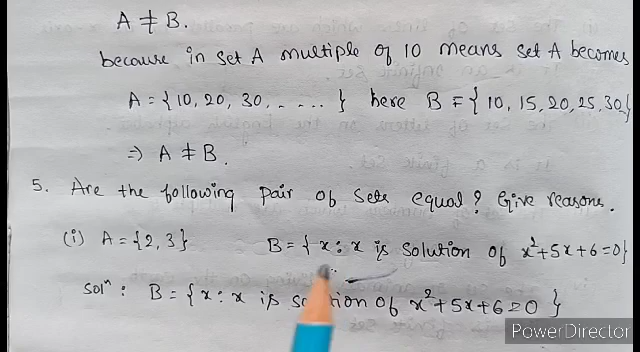 A ≠ B.
because in set A multiple of 10 means set A becomes
A = {10, 20, 30, . . . . . } here B = {10, 15, 20, 25, 30}
⇒ A ≠ B.
5. Are the following pair of sets equal? Give reasons.
(i) A = {2, 3} B = { x : x is solution of x²+5x+6=0}
Solⁿ : B = { x : x is of x²+5x+6=0 }
PowerDirector